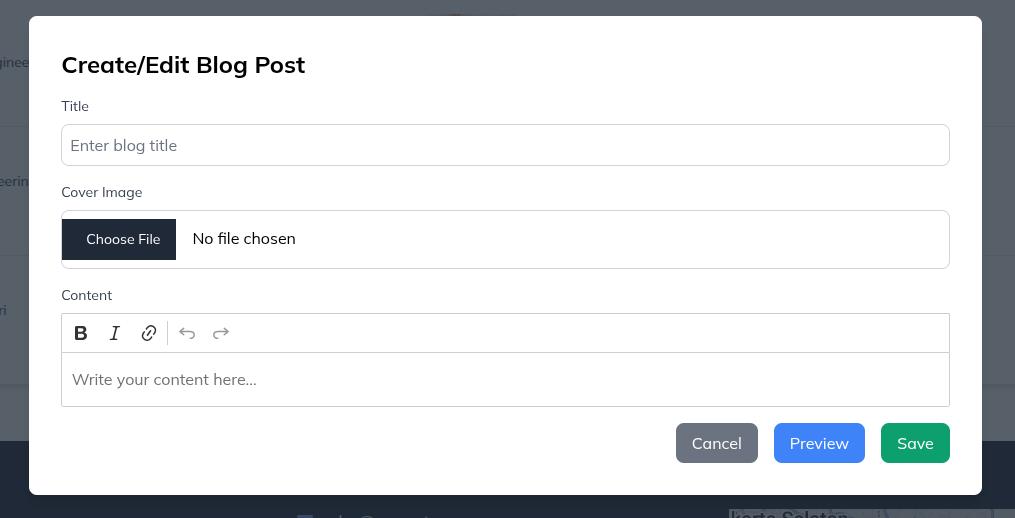 Create/Edit Blog Post
Title
Enter blog title
Cover Image
Choose File No file chosen
Content
B I
Write your content here...
Cancel Preview Save